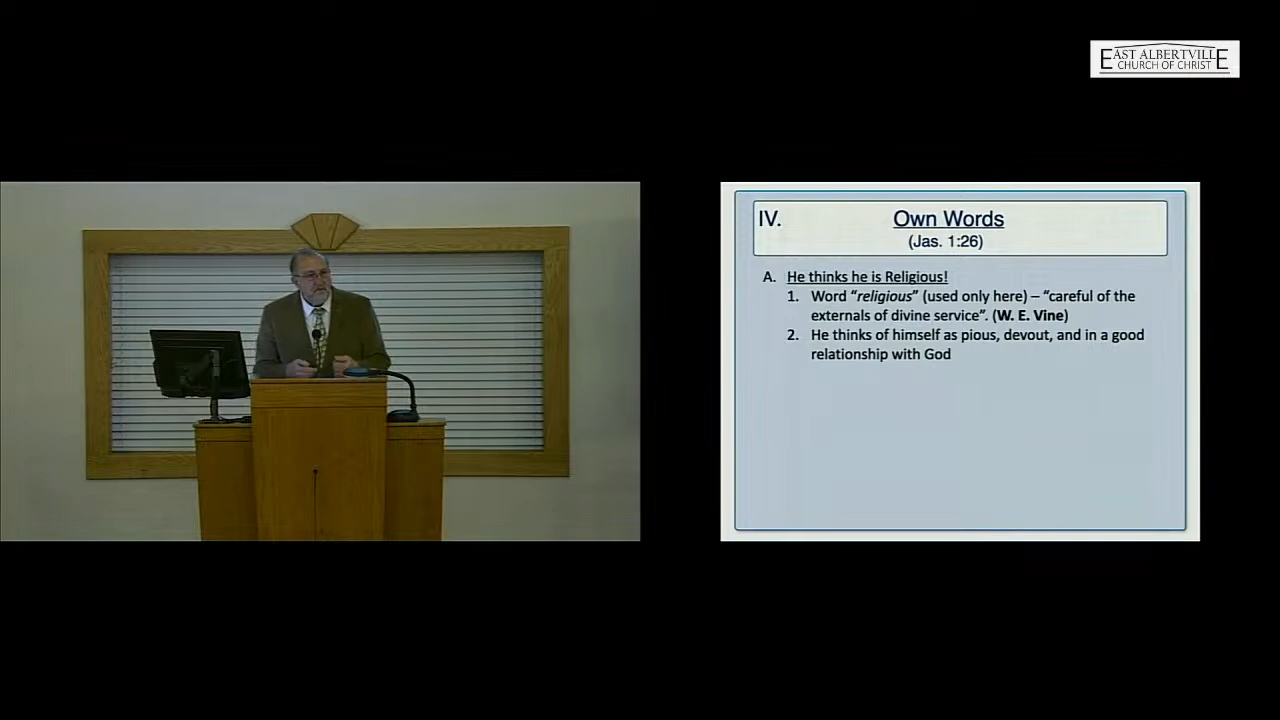 EAST ALBERTVILLE
CHURCH OF CHRIST
IV. Own Words
(Jas. 1:26)
A. He thinks he is Religious!
1. Word “religious” (used only here) – “careful of the
externals of divine service”. (W. E. Vine)
2. He thinks of himself as pious, devout, and in a good
relationship with God